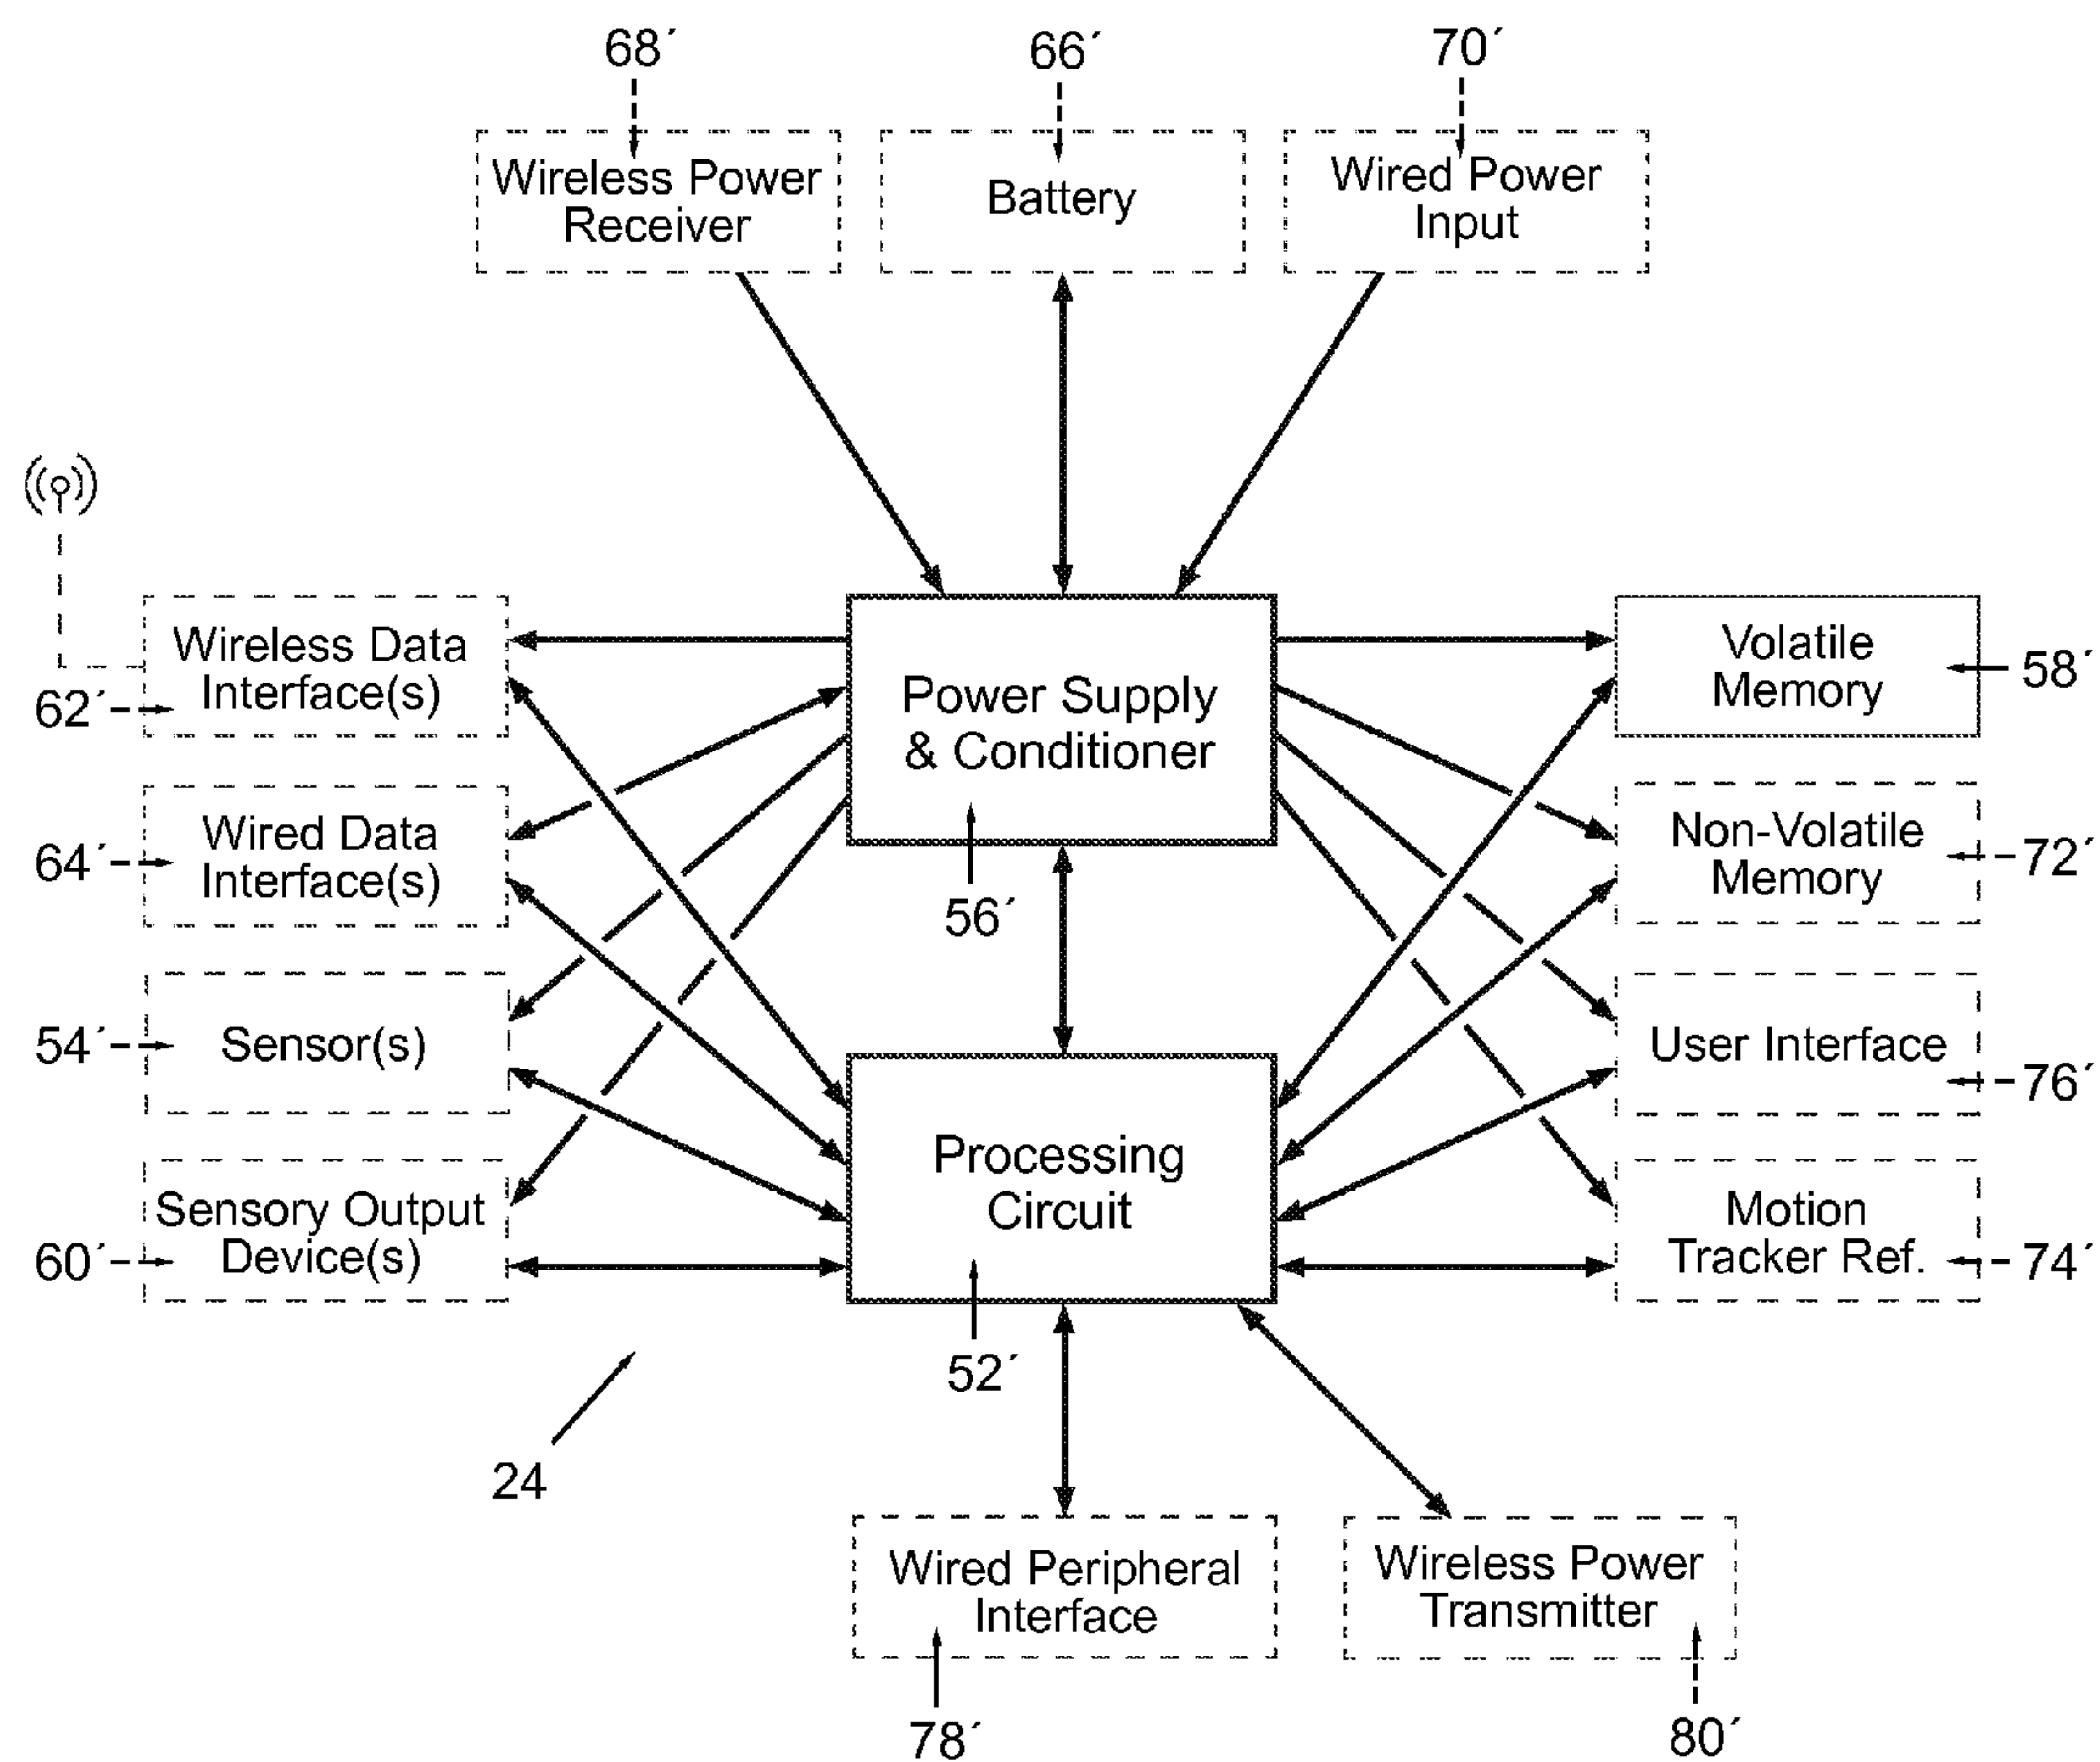 68´
66´
70´
Wireless Power
Receiver
Battery
Wired Power
Input
Wireless Data
Interface(s)
62´
Power Supply
& Conditioner
56´
Volatile
Memory
58´
Wired Data
Interface(s)
64´
Non-Volatile
Memory
72´
Sensor(s)
54´
User Interface
76´
Sensory Output
Device(s)
60´
Processing
Circuit
52´
Motion
Tracker Ref.
74´
24
Wired Peripheral
Interface
78´
Wireless Power
Transmitter
80´